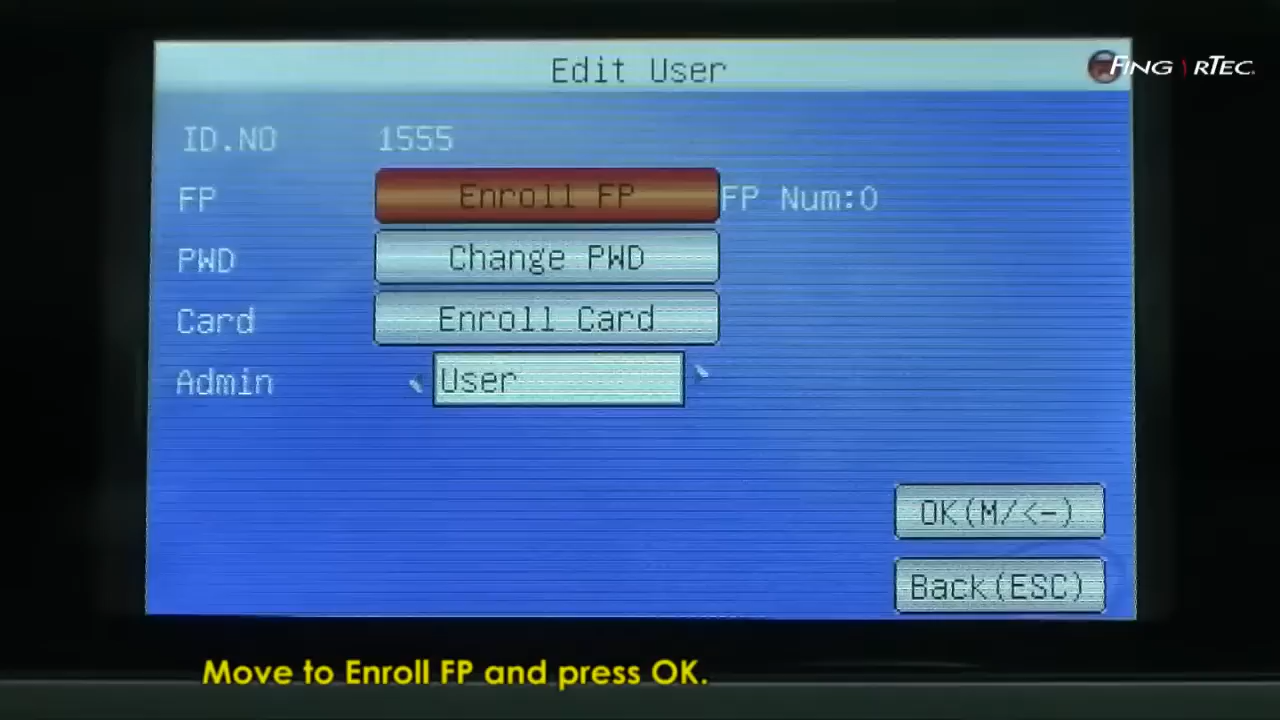 Edit User
FINGERTEC
ID.NO 1555
FP Enroll FP FP Num:0
PWD Change PWD
Card Enroll Card
Admin User
OK(M/<-)
Back(ESC)
Move to Enroll FP and press OK.